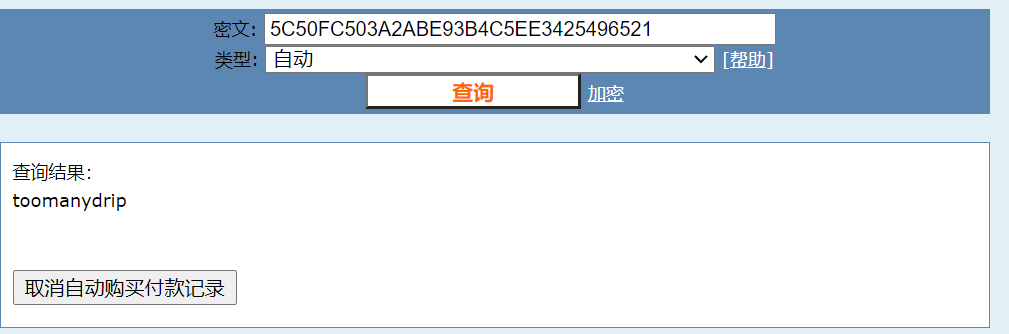 密文: 5C50FC503A2ABE93B4C5EE3425496521
类型: 自动 [帮助]
查询 加密
查询结果:
toomanydrip
取消自动购买付款记录